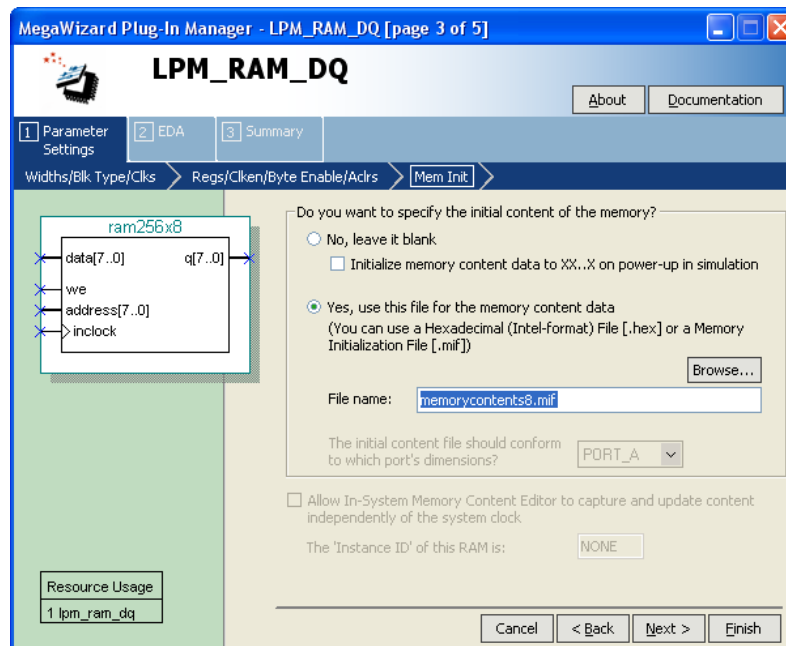 MegaWizard Plug-In Manager - LPM_RAM_DQ [page 3 of 5]
LPM_RAM_DQ
About
Documentation
1 Parameter Settings
2 EDA
3 Summary
Widths/Blk Type/Clks
Regs/Clken/Byte Enable/Aclrs
Mem Init
ram256x8
data[7..0]
q[7..0]
we
address[7..0]
inclock
Do you want to specify the initial content of the memory?
No, leave it blank
Initialize memory content data to XX..X on power-up in simulation
Yes, use this file for the memory content data
(You can use a Hexadecimal (Intel-format) File [.hex] or a Memory
Initialization File [.mif])
Browse...
File name:
memorycontents8.mif
The initial content file should conform
to which port's dimensions?
PORT_A
Allow In-System Memory Content Editor to capture and update content
independently of the system clock
The 'Instance ID' of this RAM is:
NONE
Resource Usage
1 lpm_ram_dq
Cancel
< Back
Next >
Finish